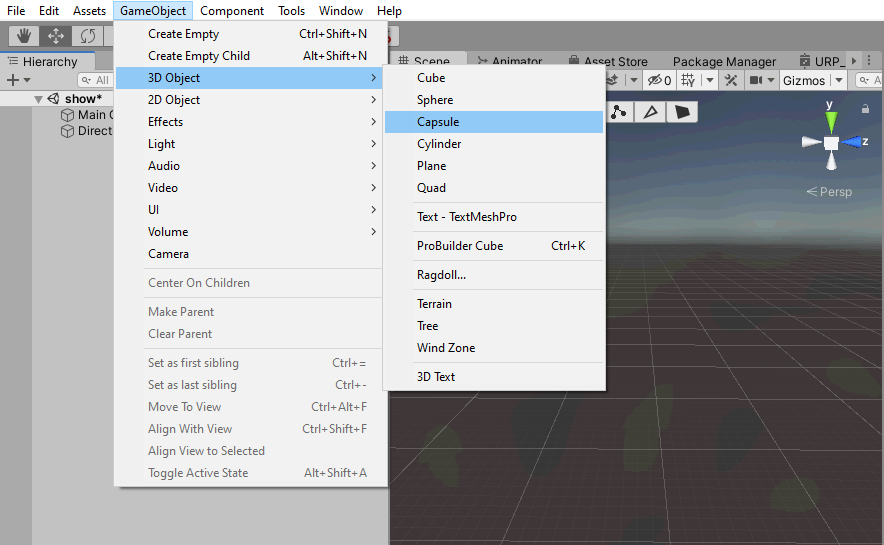 File Edit Assets GameObject Component Tools Window Help
Hierarchy
All
show*
Main
Direct
Create Empty Ctrl+Shift+N
Create Empty Child Alt+Shift+N
3D Object
2D Object
Effects
Light
Audio
Video
UI
Volume
Camera
Center On Children
Make Parent
Clear Parent
Set as first sibling Ctrl+=
Set as last sibling Ctrl+-
Move To View Ctrl+Alt+F
Align With View Ctrl+Shift+F
Align View to Selected
Toggle Active State Alt+Shift+A
Cube
Sphere
Capsule
Cylinder
Plane
Quad
Text - TextMeshPro
ProBuilder Cube Ctrl+K
Ragdoll...
Terrain
Tree
Wind Zone
3D Text
Scene Animator Asset Store Package Manager URP_
0 Gizmos A
y
z
Persp